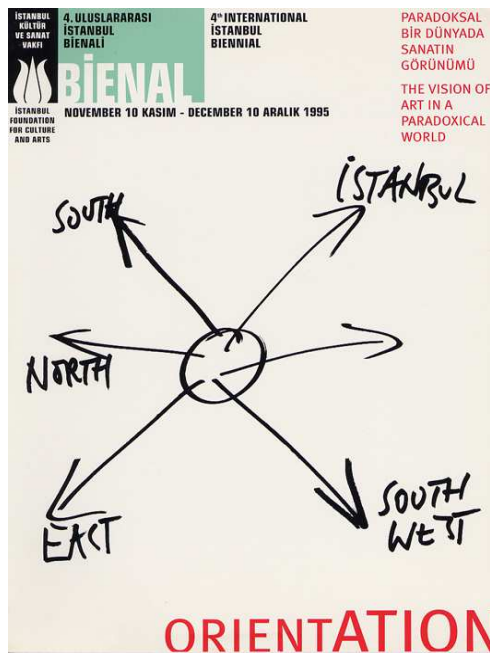 İSTANBUL
KÜLTÜR
VE SANAT
VAKFI
İSTANBUL
FOUNDATION
FOR CULTURE
AND ARTS
4. ULUSLARARASI
İSTANBUL
BİENALİ
4th INTERNATIONAL
İSTANBUL
BIENNIAL
BİENAL
NOVEMBER 10 KASIM - DECEMBER 10 ARALIK 1995
PARADOKSAL
BİR DÜNYADA
SANATIN
GÖRÜNÜMÜ
THE VISION OF
ART IN A
PARADOXICAL
WORLD
SOUTH
İSTANBUL
NORTH
EAST
SOUTH
WEST
ORIENTATION